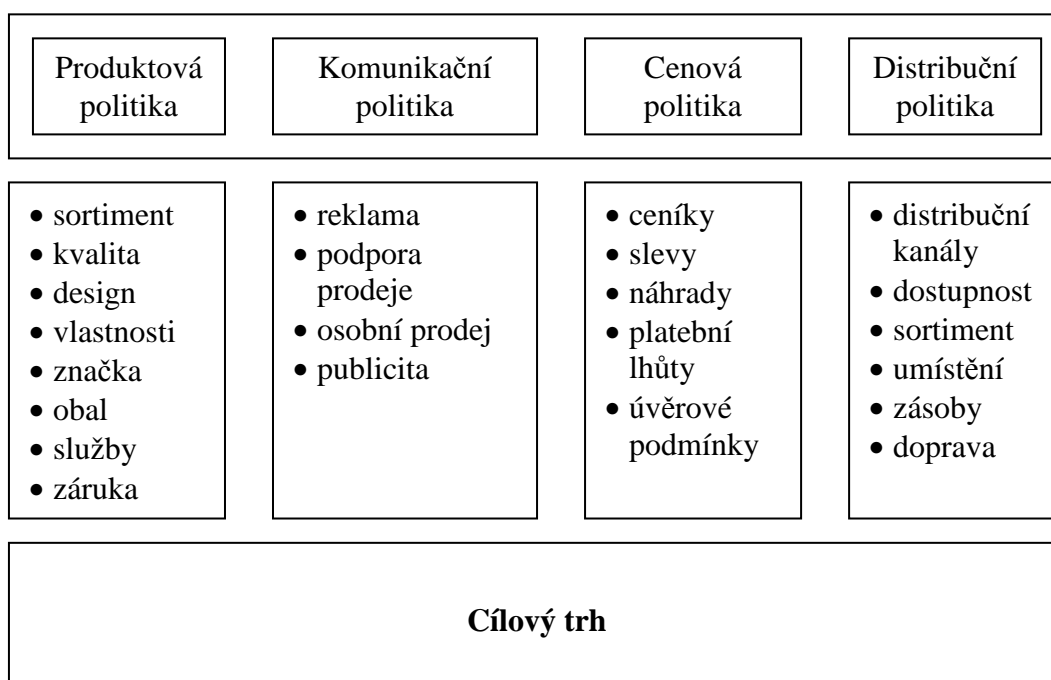 Produktová
politika
Komunikační
politika
Cenová
politika
Distribuční
politika
• sortiment
• kvalita
• design
• vlastnosti
• značka
• obal
• služby
• záruka
• reklama
• podpora
prodeje
• osobní prodej
• publicita
• ceníky
• slevy
• náhrady
• platební
lhůty
• úvěrové
podmínky
• distribuční
kanály
• dostupnost
• sortiment
• umístění
• zásoby
• doprava
Cílový trh